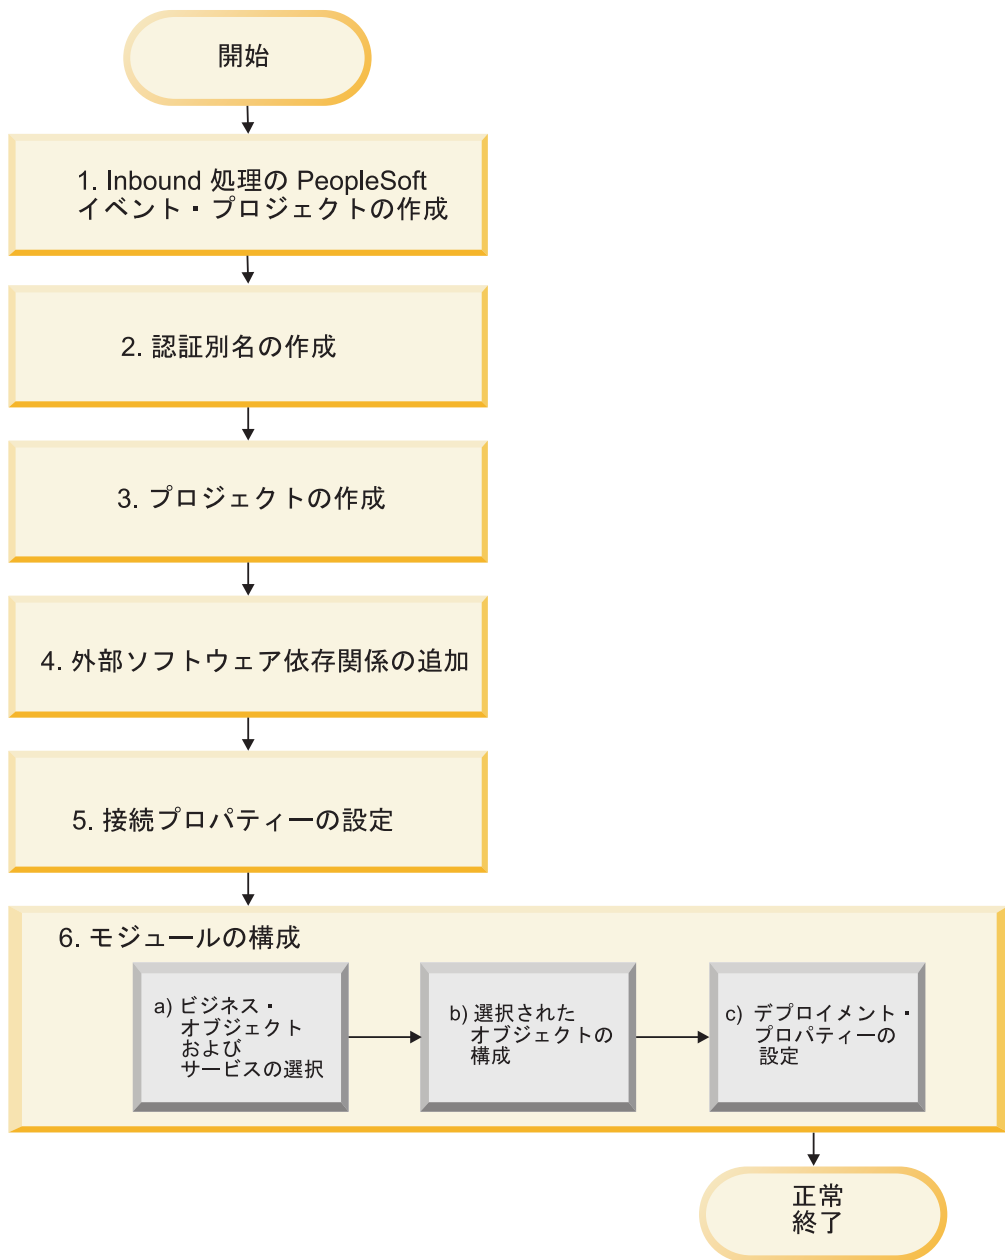 開始
1. Inbound 処理の PeopleSoft
イベント・プロジェクトの作成
2. 認証別名の作成
3. プロジェクトの作成
4. 外部ソフトウェア依存関係の追加
5. 接続プロパティーの設定
6. モジュールの構成
a) ビジネス・
オブジェクト
および
サービスの選択
b) 選択された
オブジェクトの
構成
c) デプロイメント・
プロパティーの
設定
正常
終了